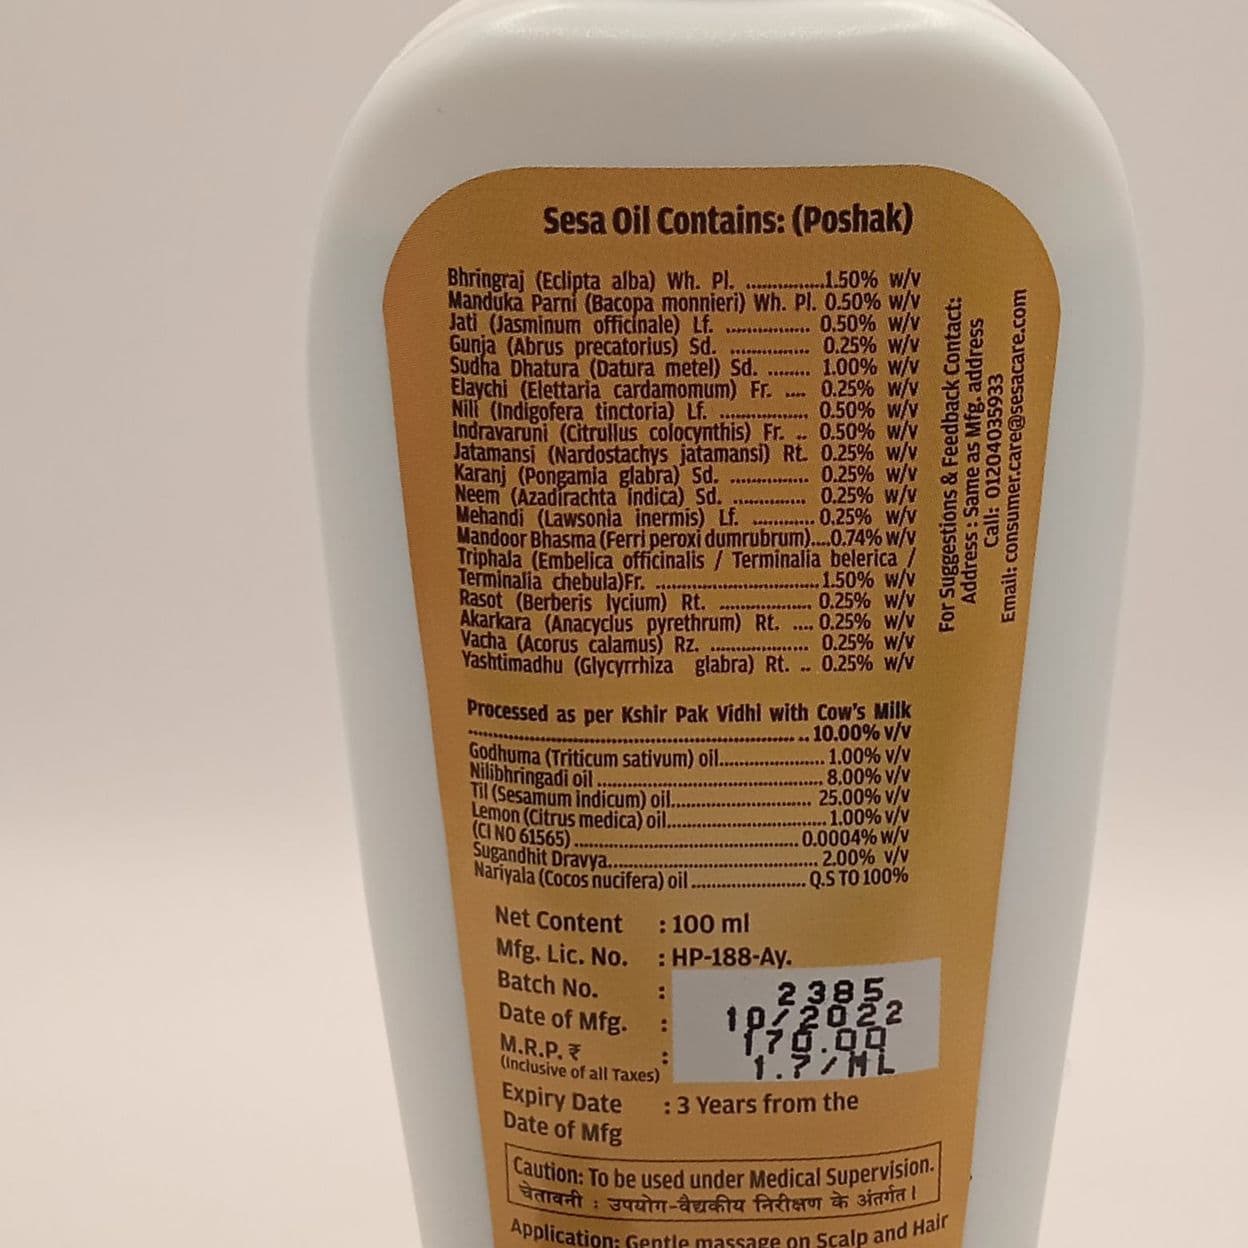 Sesa Oil Contains: (Poshak)
Bhringraj (Eclipta alba) Wh. Pl. ...............1.50% w/v
Manduka Parni (Bacopa monnieri) Wh. Pl. 0.50% w/v
Jati (Jasminum officinale) Lf. ................ 0.50% w/v
Gunja (Abrus precatorius) Sd. ............... 0.25% w/v
Sudha Dhatura (Datura metel) Sd. ........ 1.00% w/v
Elaychi (Elettaria cardamomum) Fr. .... 0.25% w/v
Nili (Indigofera tinctoria) Lf. ................. 0.50% w/v
Indravaruni (Citrullus colocynthis) Fr. .. 0.50% w/v
Jatamansi (Nardostachys jatamansi) Rt. 0.25% w/v
Karanj (Pongamia glabra) Sd. ............... 0.25% w/v
Neem (Azadirachta indica) Sd. .............. 0.25% w/v
Mehandi (Lawsonia inermis) Lf. ............ 0.25% w/v
Mandoor Bhasma (Ferri peroxi dumrubrum)....0.74% w/v
Triphala (Embelica officinalis / Terminalia belerica /
Terminalia chebula)Fr. ................................ 1.50% w/v
Rasot (Berberis lycium) Rt. .................. 0.25% w/v
Akarkara (Anacyclus pyrethrum) Rt. .... 0.25% w/v
Vacha (Acorus calamus) Rz. ................... 0.25% w/v
Yashtimadhu (Glycyrrhiza glabra) Rt. .. 0.25% w/v
Processed as per Kshir Pak Vidhi with Cow's Milk
.................................................................. 10.00% v/v
Godhuma (Triticum sativum) oil..................... 1.00% v/v
Nilibhringadi oil ............................................ 8.00% v/v
Til (Sesamum indicum) oil........................... 25.00% v/v
Lemon (Citrus medica) oil............................... 1.00% v/v
(CI NO 61565) ........................................... 0.0004% w/v
Sugandhit Dravya......................................... 2.00% v/v
Nariyala (Cocos nucifera) oil ....................... Q.S TO 100%
For Suggestions & Feedback Contact:
Address : Same as Mfg. address
Call: 01204035933
Email: consumer.care@sesacare.com
Net Content : 100 ml
Mfg. Lic. No. : HP-188-Ay.
Batch No. : 2385
Date of Mfg. : 10/2022
M.R.P. ₹ : 170.00
(Inclusive of all Taxes) 1.7/ML
Expiry Date : 3 Years from the
Date of Mfg
Caution: To be used under Medical Supervision.
चेतावनी : उपयोग-वैद्यकीय निरीक्षण के अंतर्गत।
Application: Gentle massage on Scalp and Hair